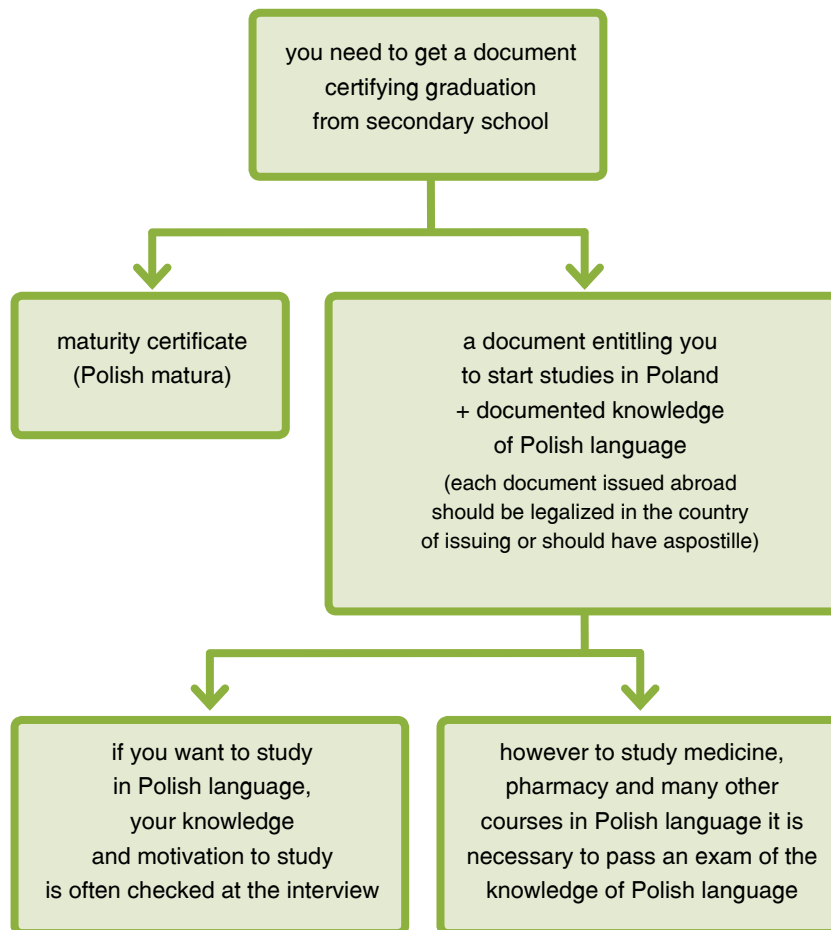 you need to get a document
certifying graduation
from secondary school
maturity certificate
(Polish matura)
a document entitling you
to start studies in Poland
+ documented knowledge
of Polish language
(each document issued abroad
should be legalized in the country
of issuing or should have aspostille)
if you want to study
in Polish language,
your knowledge
and motivation to study
is often checked at the interview
however to study medicine,
pharmacy and many other
courses in Polish language it is
necessary to pass an exam of the
knowledge of Polish language